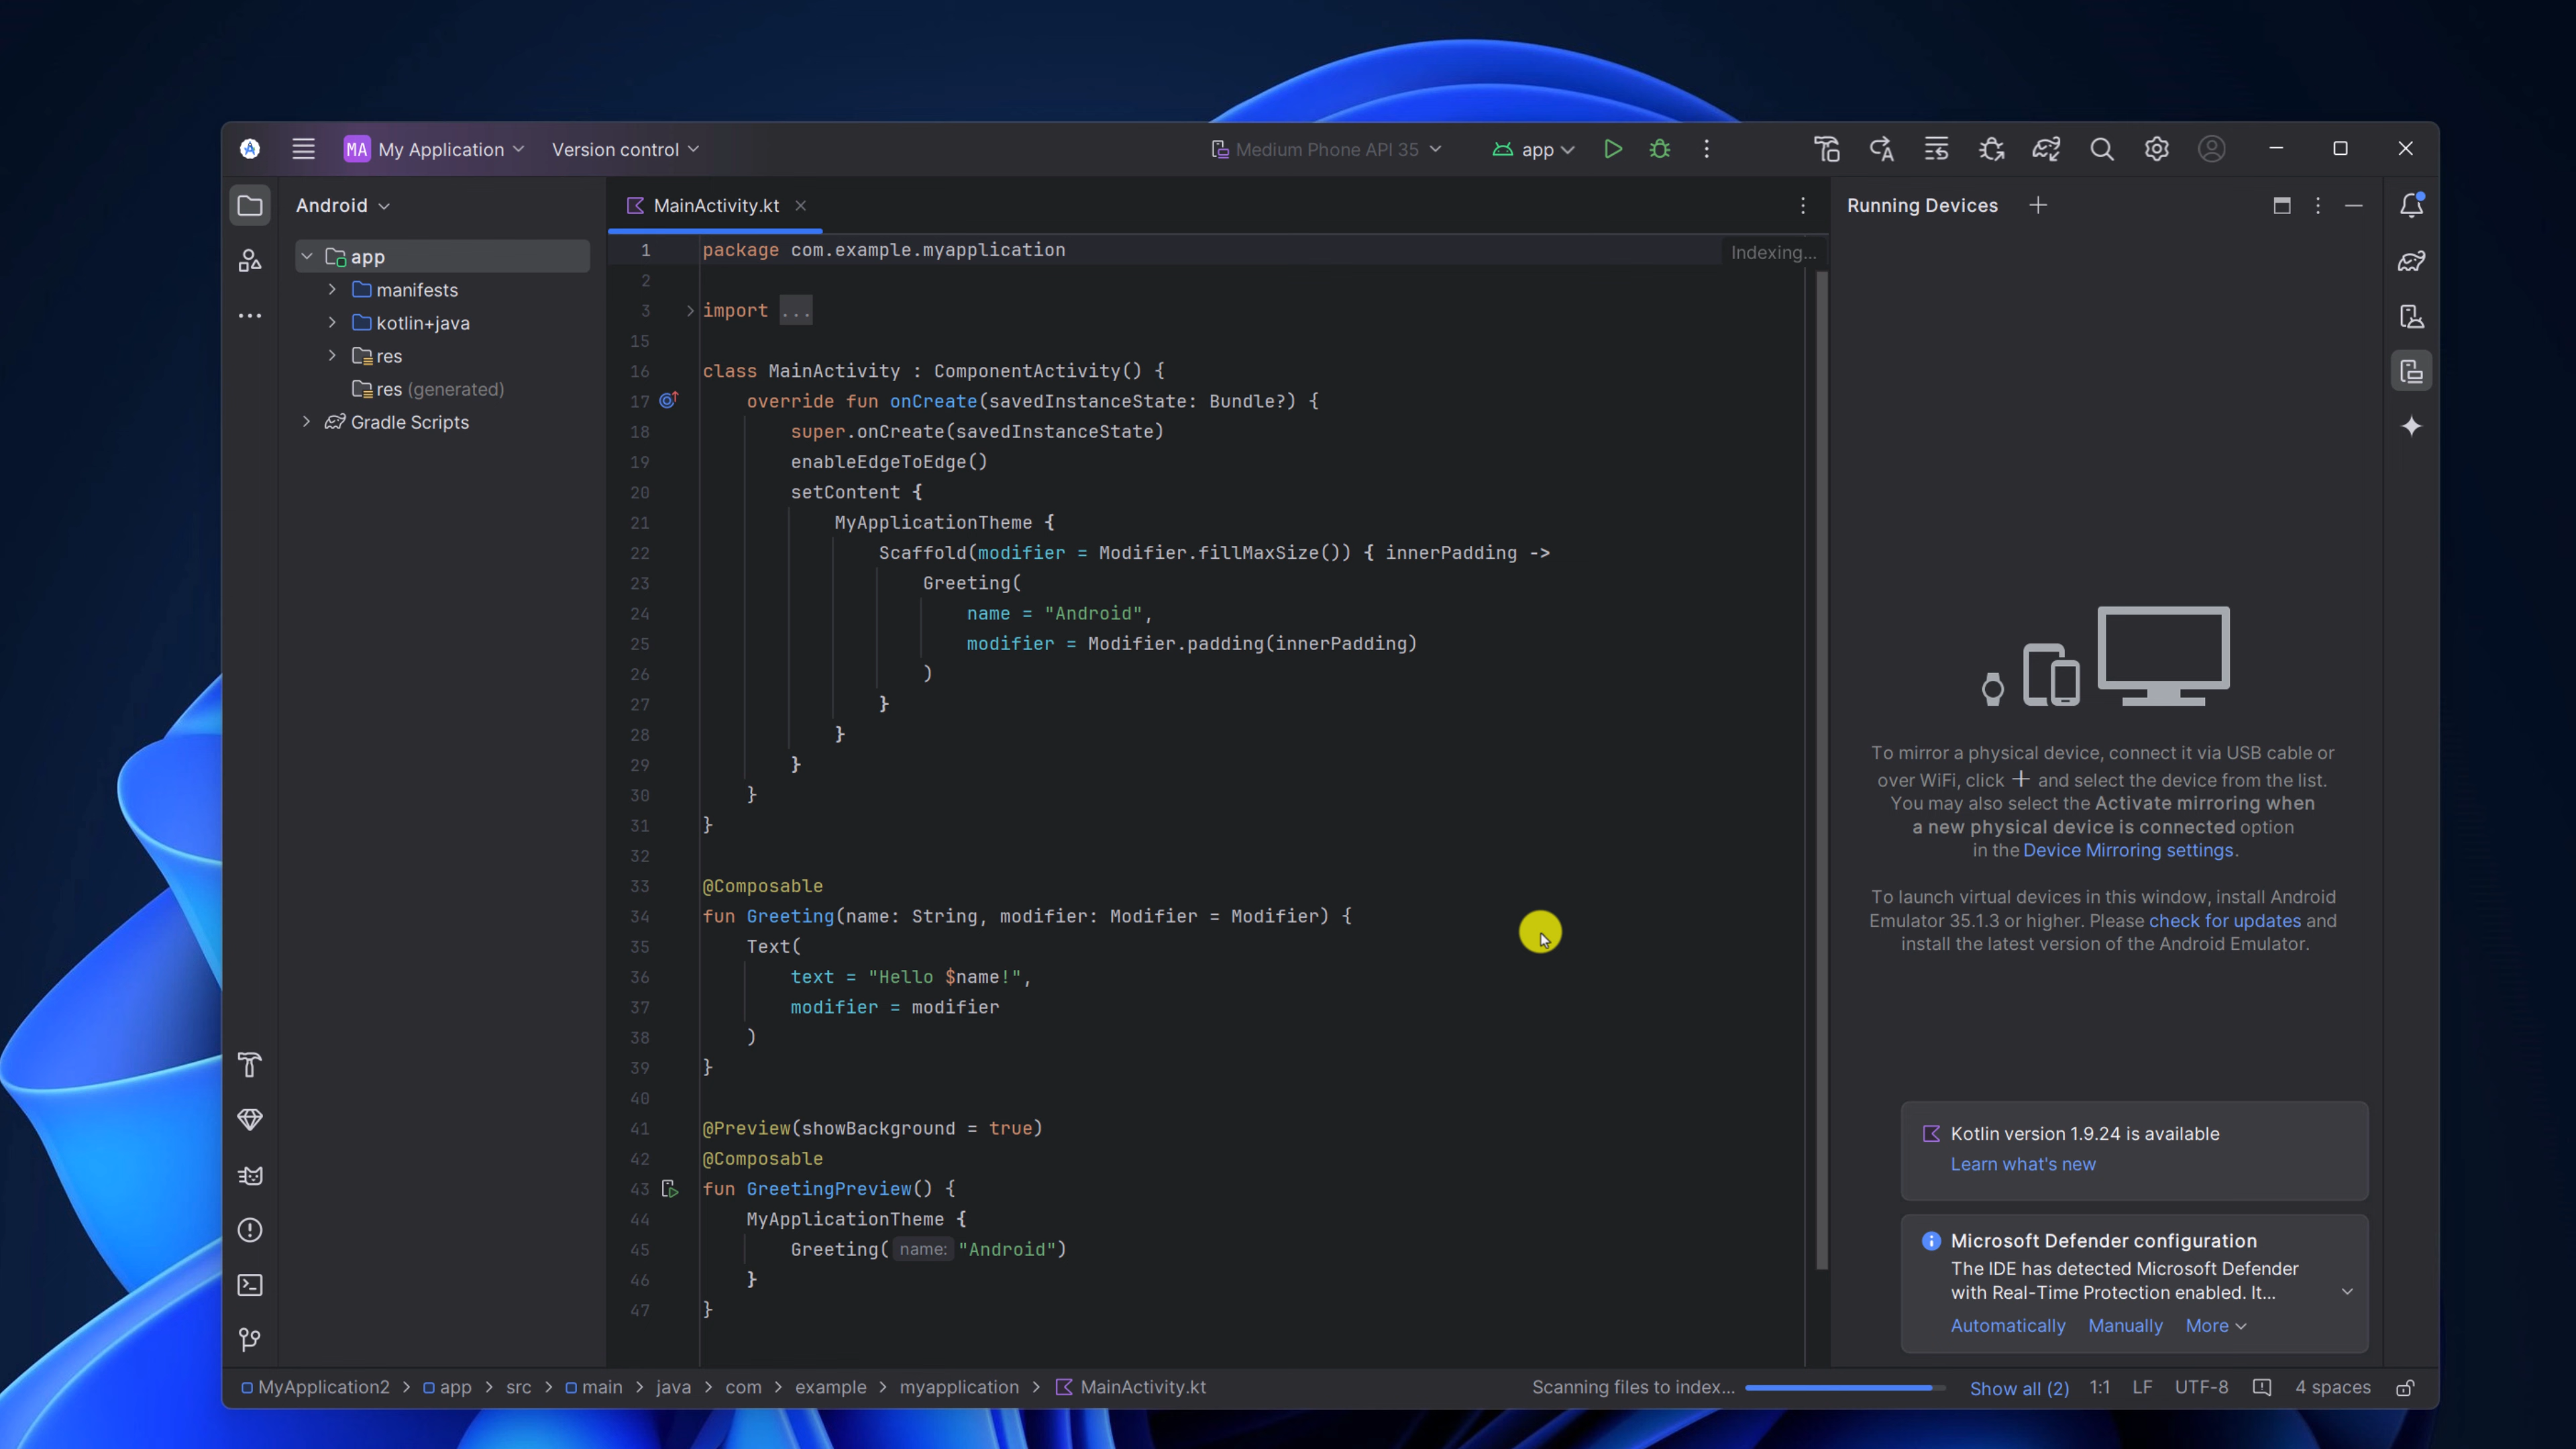 MA My Application Version control Medium Phone API 35 app
Android
app
manifests
kotlin+java
res
res (generated)
Gradle Scripts
MainActivity.kt
Indexing...
1 package com.example.myapplication
2
3 import ...
15
16 class MainActivity : ComponentActivity() {
17 override fun onCreate(savedInstanceState: Bundle?) {
18 super.onCreate(savedInstanceState)
19 enableEdgeToEdge()
20 setContent {
21 MyApplicationTheme {
22 Scaffold(modifier = Modifier.fillMaxSize()) { innerPadding ->
23 Greeting(
24 name = "Android",
25 modifier = Modifier.padding(innerPadding)
26 )
27 }
28 }
29 }
30 }
31 }
32
33 @Composable
34 fun Greeting(name: String, modifier: Modifier = Modifier) {
35 Text(
36 text = "Hello $name!",
37 modifier = modifier
38 )
39 }
40
41 @Preview(showBackground = true)
42 @Composable
43 fun GreetingPreview() {
44 MyApplicationTheme {
45 Greeting( name: "Android")
46 }
47 }
Running Devices
To mirror a physical device, connect it via USB cable or
over WiFi, click + and select the device from the list.
You may also select the Activate mirroring when
a new physical device is connected option
in the Device Mirroring settings.
To launch virtual devices in this window, install Android
Emulator 35.1.3 or higher. Please check for updates and
install the latest version of the Android Emulator.
Kotlin version 1.9.24 is available
Learn what's new
Microsoft Defender configuration
The IDE has detected Microsoft Defender
with Real-Time Protection enabled. It...
Automatically Manually More
MyApplication2 > app > src > main > java > com > example > myapplication > MainActivity.kt
Scanning files to index... Show all (2) 1:1 LF UTF-8 4 spaces